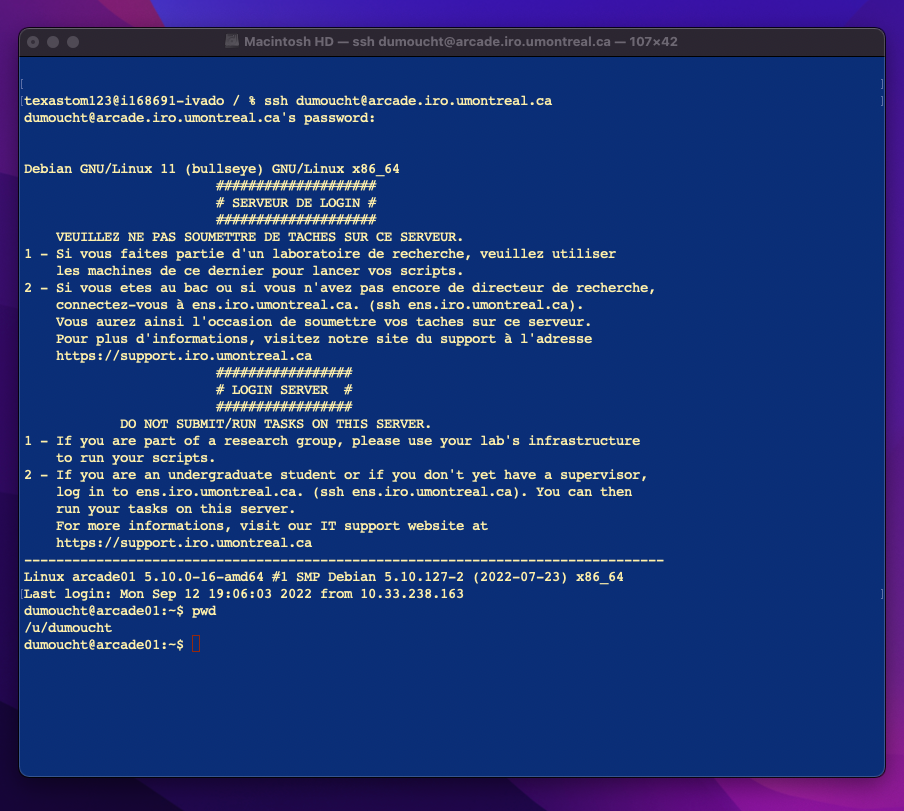 Macintosh HD — ssh dumoucht@arcade.iro.umontreal.ca — 107×42
[ ]
[texastom123@i168691-ivado / % ssh dumoucht@arcade.iro.umontreal.ca ]
dumoucht@arcade.iro.umontreal.ca's password:
Debian GNU/Linux 11 (bullseye) GNU/Linux x86_64
####################
# SERVEUR DE LOGIN #
####################
VEUILLEZ NE PAS SOUMETTRE DE TACHES SUR CE SERVEUR.
1 - Si vous faites partie d'un laboratoire de recherche, veuillez utiliser
les machines de ce dernier pour lancer vos scripts.
2 - Si vous etes au bac ou si vous n'avez pas encore de directeur de recherche,
connectez-vous à ens.iro.umontreal.ca. (ssh ens.iro.umontreal.ca).
Vous aurez ainsi l'occasion de soumettre vos taches sur ce serveur.
Pour plus d'informations, visitez notre site du support à l'adresse
https://support.iro.umontreal.ca
#################
# LOGIN SERVER  #
#################
DO NOT SUBMIT/RUN TASKS ON THIS SERVER.
1 - If you are part of a research group, please use your lab's infrastructure
to run your scripts.
2 - If you are an undergraduate student or if you don't yet have a supervisor,
log in to ens.iro.umontreal.ca. (ssh ens.iro.umontreal.ca). You can then
run your tasks on this server.
For more informations, visit our IT support website at
https://support.iro.umontreal.ca
--------------------------------------------------------------------------------
Linux arcade01 5.10.0-16-amd64 #1 SMP Debian 5.10.127-2 (2022-07-23) x86_64
[Last login: Mon Sep 12 19:06:03 2022 from 10.33.238.163 ]
dumoucht@arcade01:~$ pwd
/u/dumoucht
dumoucht@arcade01:~$